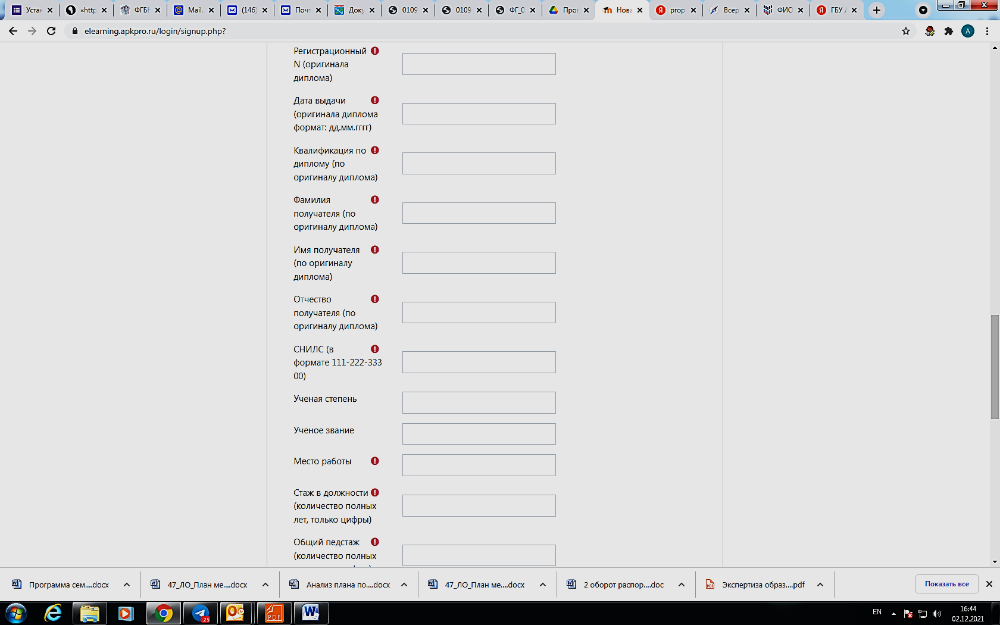 Уста
«http
ФГБН
Mail.
(146)
Почт
Доку
0109
0109
ФГ_0
Прог
Нова
prop
Всер
ФИО
ГБУ Л
elearning.apkpro.ru/login/signup.php?
A
Регистрационный
N (оригинала
диплома)
Дата выдачи
(оригинала диплома
формат: дд.мм.гггг)
Квалификация по
диплому (по
оригиналу диплома)
Фамилия
получателя (по
оригиналу диплома)
Имя получателя
(по оригиналу
диплома)
Отчество
получателя (по
оригиналу диплома)
СНИЛС (в
формате 111-222-333
00)
Ученая степень
Ученое звание
Место работы
Стаж в должности
(количество полных
лет, только цифры)
Общий педстаж
(количество полных
Программа сем....docx
47_ЛО_План ме....docx
Анализ плана по....docx
47_ЛО_План ме....docx
2 оборот распор....doc
Экспертиза образ....pdf
Показать все
.25
PDF
EN
16:44
02.12.2021